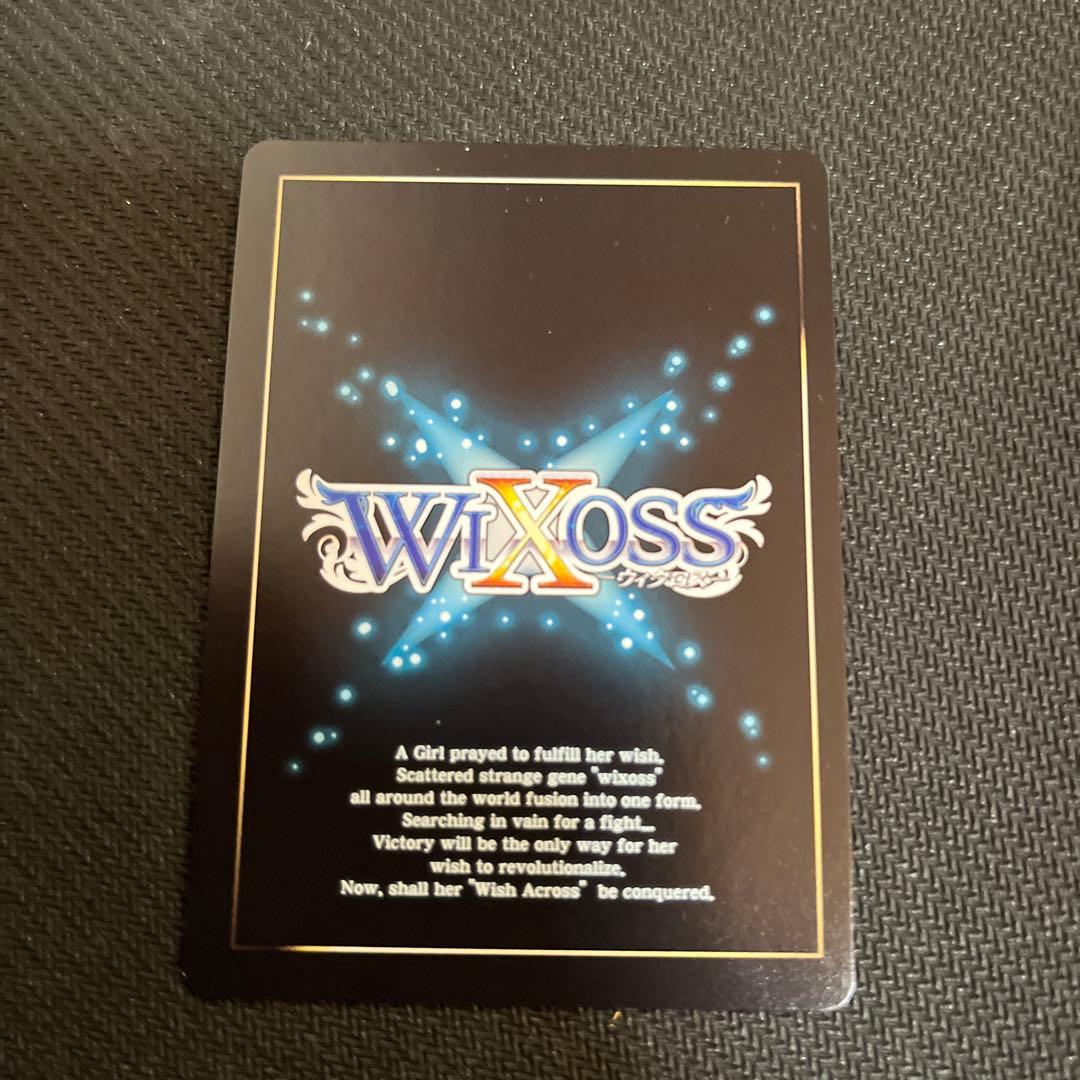 WIXOSS
ウィクロス
A Girl prayed to fulfill her wish.
Scattered strange gene "wixoss"
all around the world fusion into one form.
Searching in vain for a fight...
Victory will be the only way for her
wish to revolutionalize.
Now, shall her "Wish Across" be conquered.